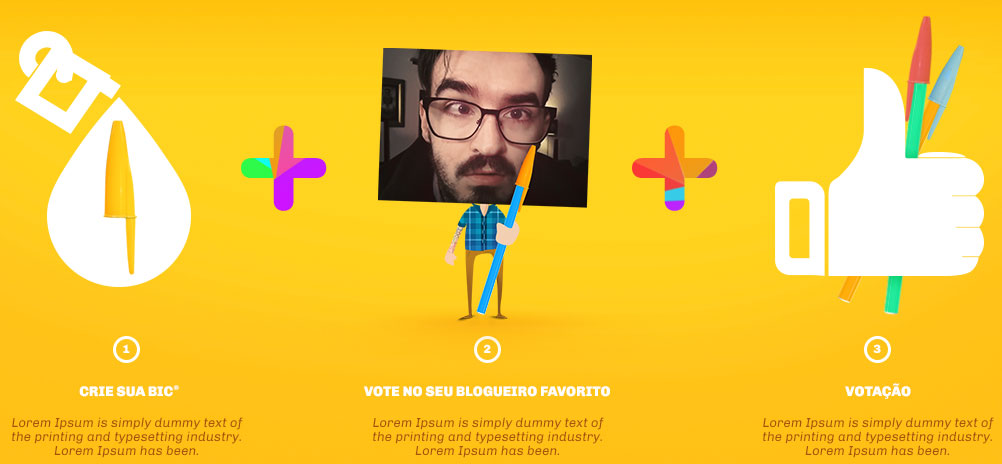 1
CRIE SUA BIC®
Lorem Ipsum is simply dummy text of
the printing and typesetting industry.
Lorem Ipsum has been.
2
VOTE NO SEU BLOGUEIRO FAVORITO
Lorem Ipsum is simply dummy text of
the printing and typesetting industry.
Lorem Ipsum has been.
3
VOTAÇÃO
Lorem Ipsum is simply dummy text of
the printing and typesetting industry.
Lorem Ipsum has been.